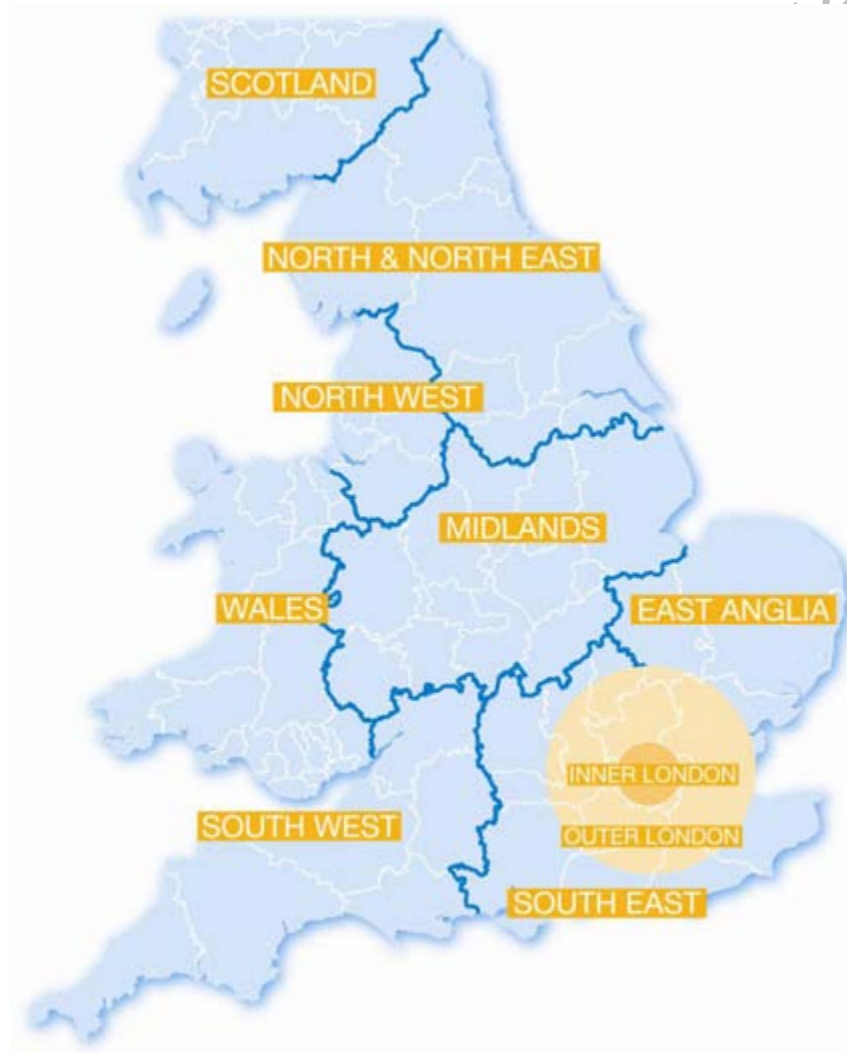 SCOTLAND
NORTH & NORTH EAST
NORTH WEST
MIDLANDS
WALES
EAST ANGLIA
INNER LONDON
SOUTH WEST
OUTER LONDON
SOUTH EAST